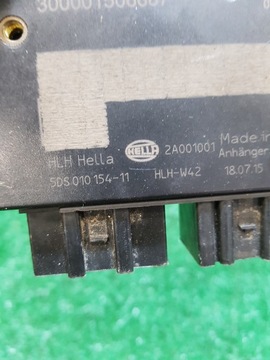 HELLA
2A001001
Made in
HLH Hella
Anhänger
5DS 010 154-11
HLH-W42
18.07.15